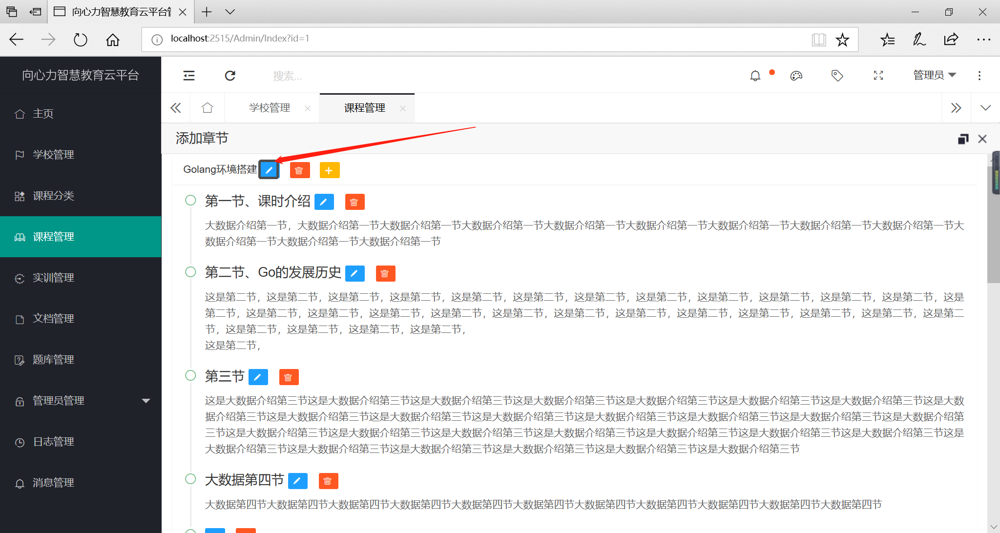 向心力智慧教育云平台管
localhost:2515/Admin/Index?id=1
向心力智慧教育云平台
搜索...
管理员
主页
学校管理
课程分类
课程管理
实训管理
文档管理
题库管理
管理员管理
日志管理
消息管理
学校管理
课程管理
添加章节
Golang环境搭建
第一节、课时介绍
大数据介绍第一节，大数据介绍第一节大数据介绍第一节大数据介绍第一节大数据介绍第一节大数据介绍第一节大数据介绍第一节大数据介绍第一节大数据介绍第一节大
数据介绍第一节大数据介绍第一节大数据介绍第一节
第二节、Go的发展历史
这是第二节，这是第二节，这是第二节，这是第二节，这是第二节，这是第二节，这是第二节，这是第二节，这是第二节，这是第二节，这是第二节，这是第二节，这是
第二节，这是第二节，这是第二节，这是第二节，这是第二节，这是第二节，这是第二节，这是第二节，这是第二节，这是第二节，这是第二节，这是第二节，这是第二
节，这是第二节，这是第二节，这是第二节，这是第二节，
这是第二节，
第三节
这是大数据介绍第三节这是大数据介绍第三节这是大数据介绍第三节这是大数据介绍第三节这是大数据介绍第三节这是大数据介绍第三节这是大数据介绍第三节这是大数
据介绍第三节这是大数据介绍第三节这是大数据介绍第三节这是大数据介绍第三节这是大数据介绍第三节这是大数据介绍第三节这是大数据介绍第三节这是大数据介绍第
三节这是大数据介绍第三节这是大数据介绍第三节这是大数据介绍第三节这是大数据介绍第三节这是大数据介绍第三节这是大数据介绍第三节这是大数据介绍第三节这是
大数据介绍第三节这是大数据介绍第三节这是大数据介绍第三节这是大数据介绍第三节这是大数据介绍第三节这是大数据介绍第三节
大数据第四节
大数据第四节大数据第四节大数据第四节大数据第四节大数据第四节大数据第四节大数据第四节大数据第四节大数据第四节大数据第四节大数据第四节